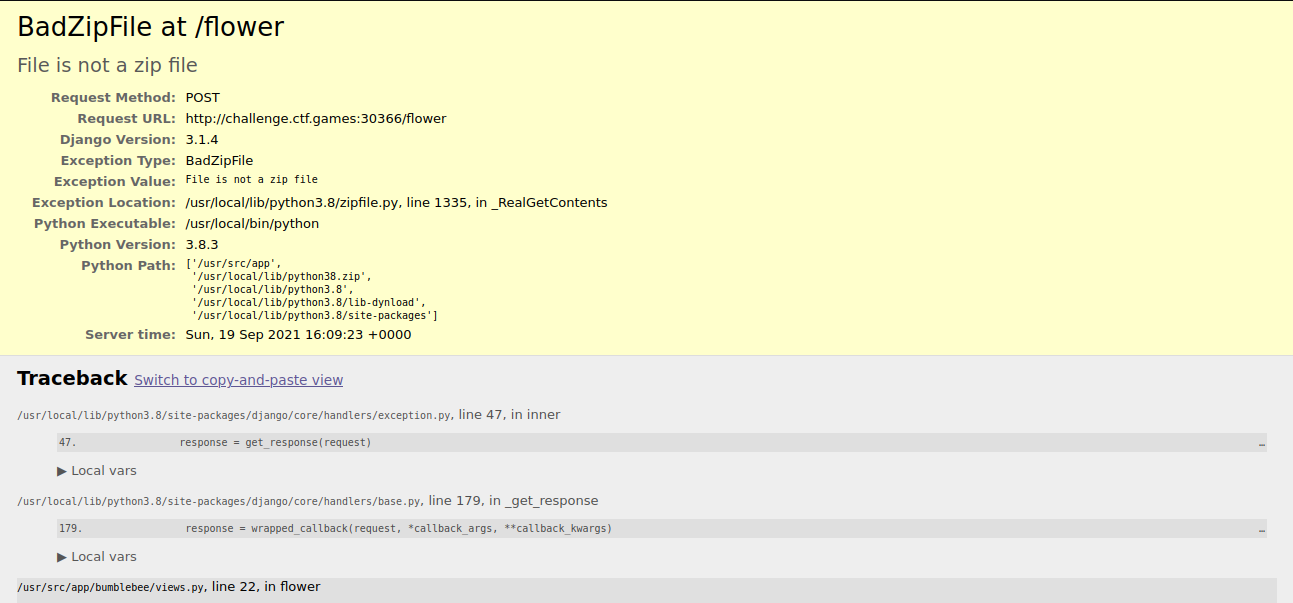 BadZipFile at /flower
File is not a zip file
Request Method: POST
Request URL: http://challenge.ctf.games:30366/flower
Django Version: 3.1.4
Exception Type: BadZipFile
Exception Value: File is not a zip file
Exception Location: /usr/local/lib/python3.8/zipfile.py, line 1335, in _RealGetContents
Python Executable: /usr/local/bin/python
Python Version: 3.8.3
Python Path: ['/usr/src/app',
'/usr/local/lib/python38.zip',
'/usr/local/lib/python3.8',
'/usr/local/lib/python3.8/lib-dynload',
'/usr/local/lib/python3.8/site-packages']
Server time: Sun, 19 Sep 2021 16:09:23 +0000
Traceback Switch to copy-and-paste view
/usr/local/lib/python3.8/site-packages/django/core/handlers/exception.py, line 47, in inner
47. response = get_response(request) …
▶ Local vars
/usr/local/lib/python3.8/site-packages/django/core/handlers/base.py, line 179, in _get_response
179. response = wrapped_callback(request, *callback_args, **callback_kwargs) …
▶ Local vars
/usr/src/app/bumblebee/views.py, line 22, in flower